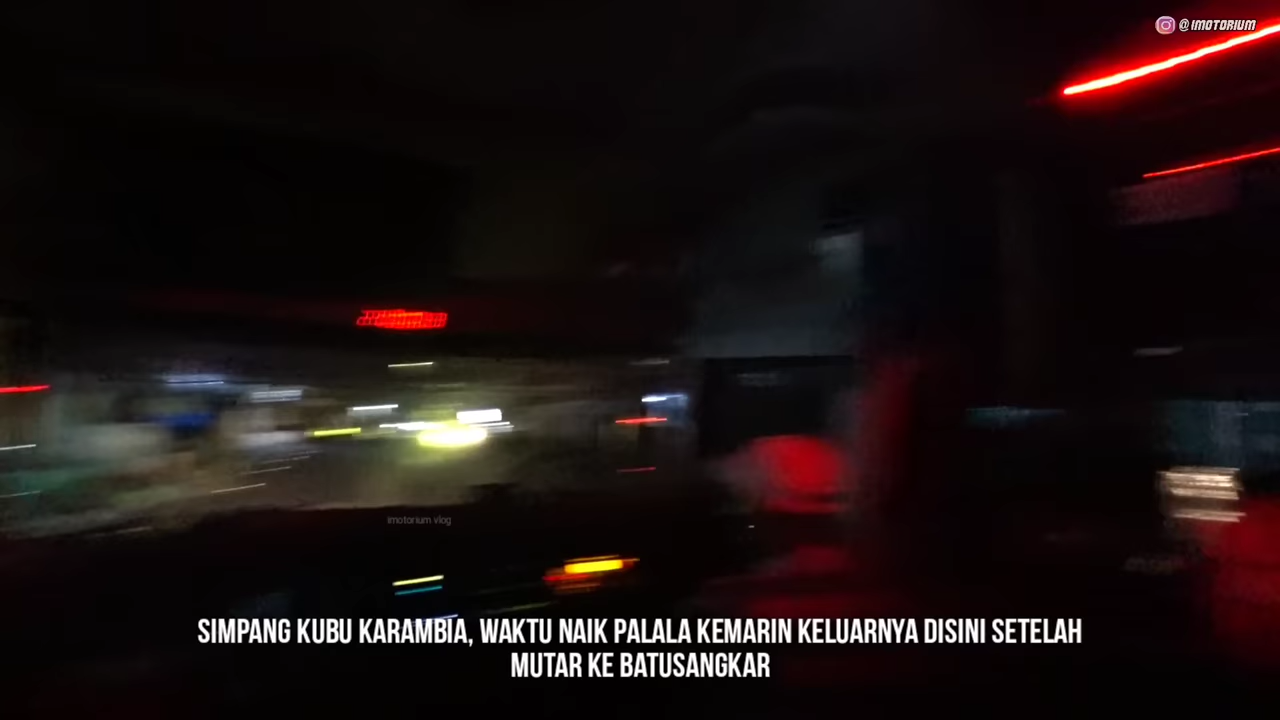 @IMOTORIUM
imotorium vlog
SIMPANG KUBU KARAMBIA, WAKTU NAIK PALALA KEMARIN KELUARNYA DISINI SETELAH
MUTAR KE BATUSANGKAR